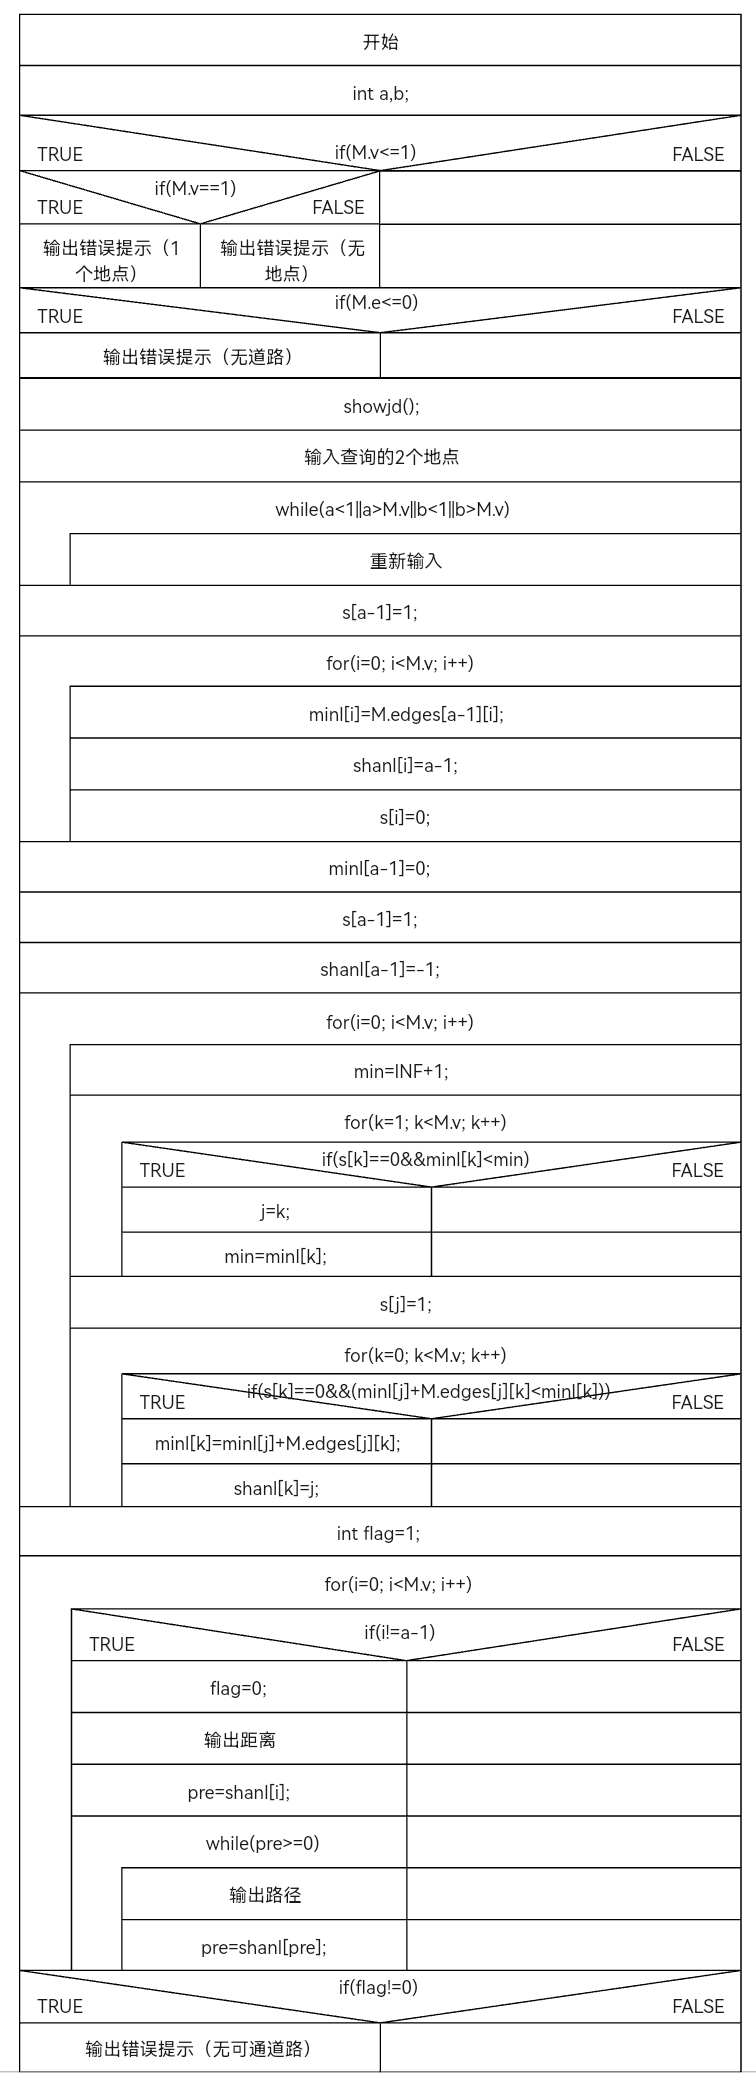 开始
int a,b;
if(M.v<=1)
TRUE
FALSE
if(M.v==1)
TRUE
FALSE
输出错误提示（1
个地点）
输出错误提示（无
地点）
if(M.e<=0)
TRUE
FALSE
输出错误提示（无道路）
showjd();
输入查询的2个地点
while(a<1||a>M.v||b<1||b>M.v)
重新输入
s[a-1]=1;
for(i=0; i<M.v; i++)
minl[i]=M.edges[a-1][i];
shanl[i]=a-1;
s[i]=0;
minl[a-1]=0;
s[a-1]=1;
shanl[a-1]=-1;
for(i=0; i<M.v; i++)
min=INF+1;
for(k=1; k<M.v; k++)
if(s[k]==0&&minl[k]<min)
TRUE
FALSE
j=k;
min=minl[k];
s[j]=1;
for(k=0; k<M.v; k++)
if(s[k]==0&&(minl[j]+M.edges[j][k]<minl[k]))
TRUE
FALSE
minl[k]=minl[j]+M.edges[j][k];
shanl[k]=j;
int flag=1;
for(i=0; i<M.v; i++)
if(i!=a-1)
TRUE
FALSE
flag=0;
输出距离
pre=shanl[i];
while(pre>=0)
输出路径
pre=shanl[pre];
if(flag!=0)
TRUE
FALSE
输出错误提示（无可通道路）